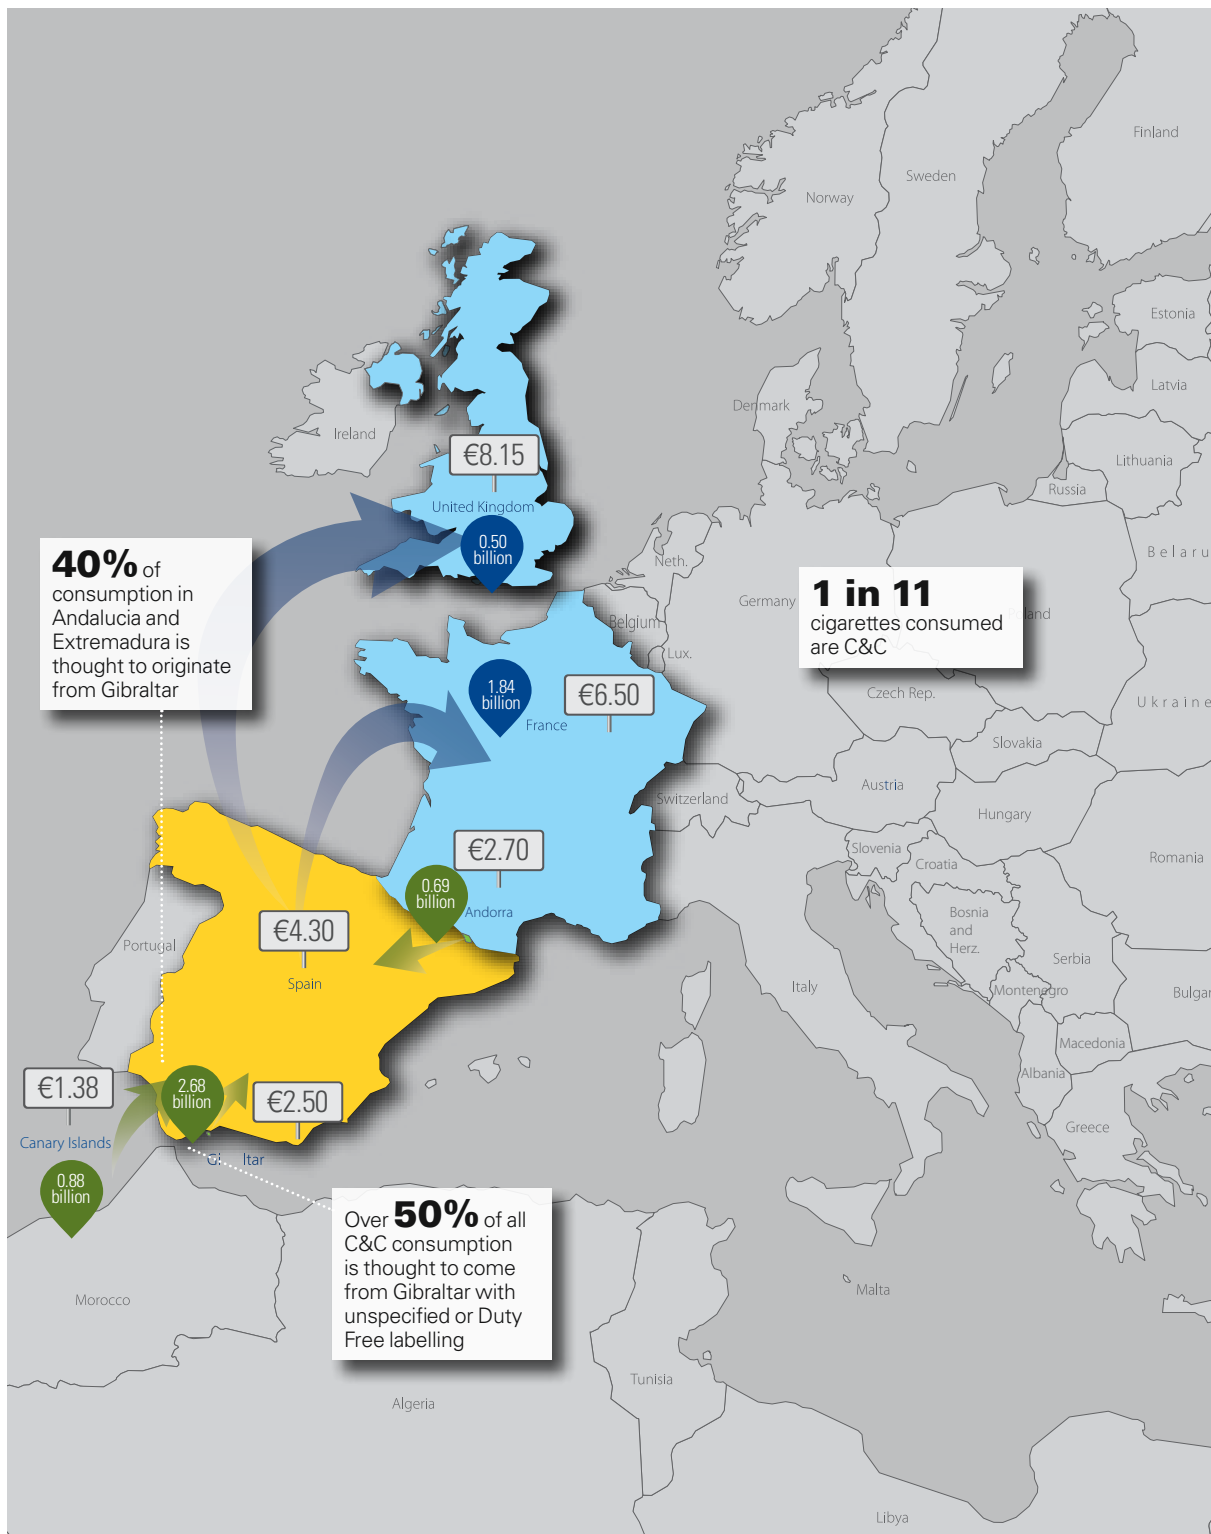 Finland
Sweden
Norway
Estonia
Latvia
Denmark
Ireland
€8.15
Lithuania
Russia
United Kingdom
0.50
billion
Belaru
Neth.
40% of
consumption in
Andalucia and
Extremadura is
thought to originate
from Gibraltar
Germany
1 in 11
cigarettes consumed
are C&C
Poland
Belgium
Lux.
1.84
billion
€6.50
France
Czech Rep.
Ukraine
Slovakia
Austria
Switzerland
Hungary
€2.70
Slovenia
Croatia
Romania
0.69
billion
Andorra
€4.30
Bosnia
and
Herz.
Portugal
Serbia
Spain
Italy
Montenegro
Bulgar
Macedonia
Albania
€1.38
2.68
billion
€2.50
Canary Islands
Greece
Gi ltar
0.88
billion
Over 50% of all
C&C consumption
is thought to come
from Gibraltar with
unspecified or Duty
Free labelling
Morocco
Malta
Tunisia
Algeria
Libya